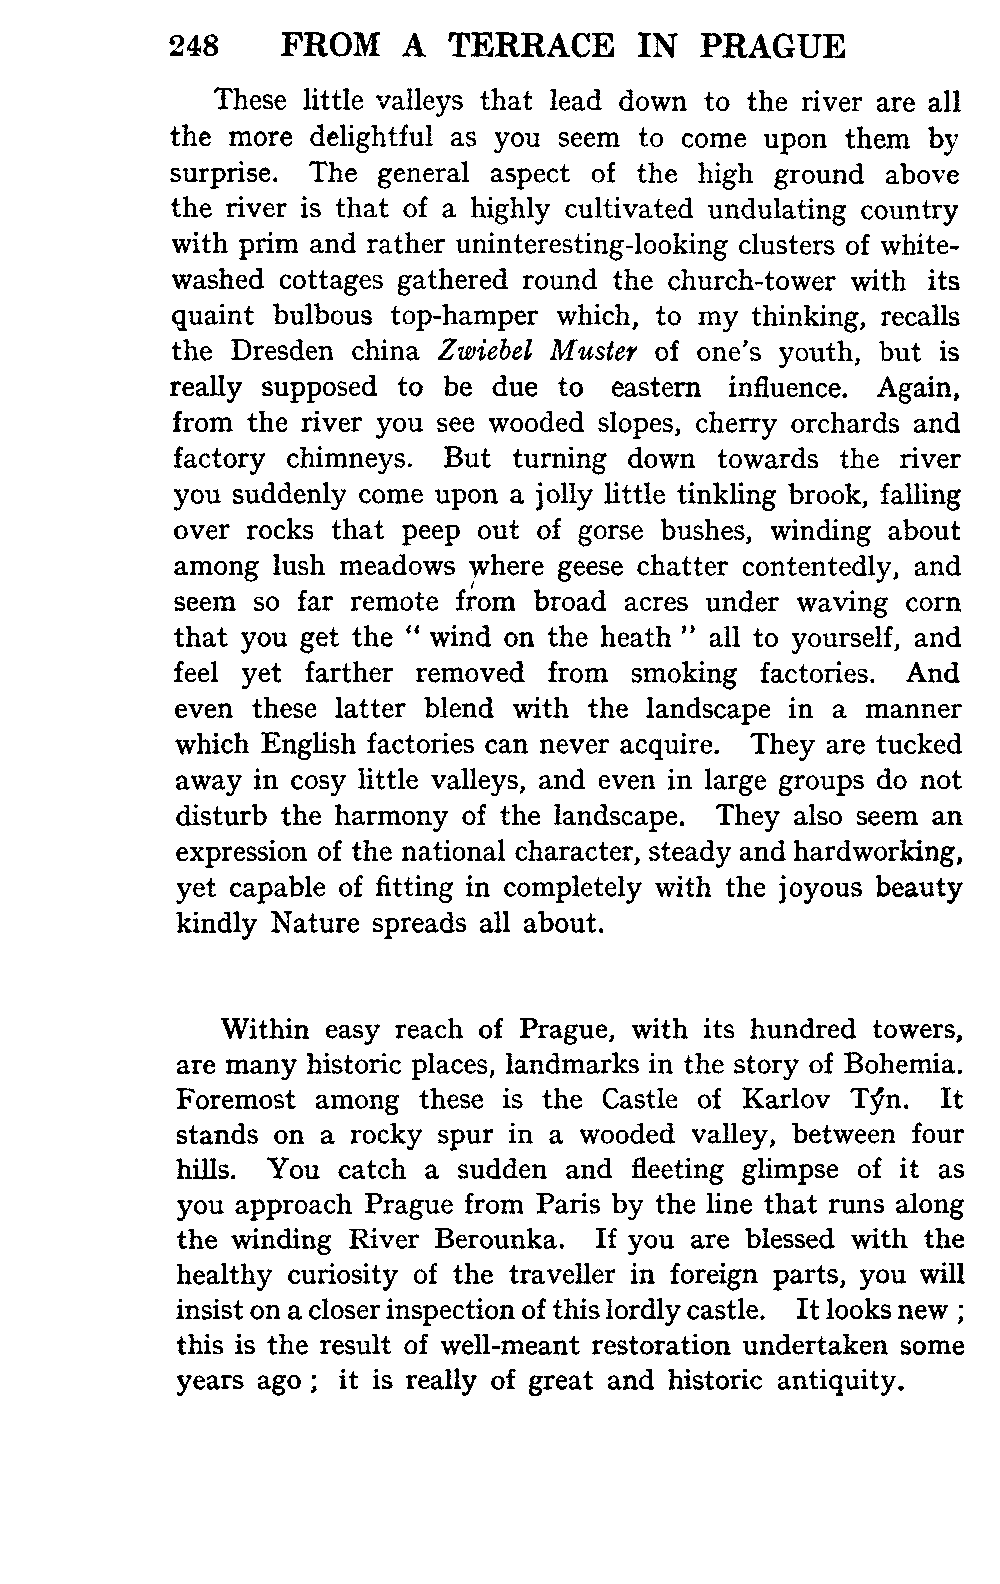 248 FROM A TERRACE IN PRAGUE
These little valleys that lead down to the river are all
the more delightful as you seem to come upon them by
surprise. The general aspect of the high ground above
the river is that of a highly cultivated undulating country
with prim and rather uninteresting-looking clusters of white-
washed cottages gathered round the church-tower with its
quaint bulbous top-hamper which, to my thinking, recalls
the Dresden china Zwiebel Muster of one's youth, but is
really supposed to be due to eastern influence. Again,
from the river you see wooded slopes, cherry orchards and
factory chimneys. But turning down towards the river
you suddenly come upon a jolly little tinkling brook, falling
over rocks that peep out of gorse bushes, winding about
among lush meadows where geese chatter contentedly, and
seem so far remote from broad acres under waving corn
that you get the " wind on the heath " all to yourself, and
feel yet farther removed from smoking factories. And
even these latter blend with the landscape in a manner
which English factories can never acquire. They are tucked
away in cosy little valleys, and even in large groups do not
disturb the harmony of the landscape. They also seem an
expression of the national character, steady and hardworking,
yet capable of fitting in completely with the joyous beauty
kindly Nature spreads all about.
Within easy reach of Prague, with its hundred towers,
are many historic places, landmarks in the story of Bohemia.
Foremost among these is the Castle of Karlov Týn. It
stands on a rocky spur in a wooded valley, between four
hills. You catch a sudden and fleeting glimpse of it as
you approach Prague from Paris by the line that runs along
the winding River Berounka. If you are blessed with the
healthy curiosity of the traveller in foreign parts, you will
insist on a closer inspection of this lordly castle. It looks new ;
this is the result of well-meant restoration undertaken some
years ago ; it is really of great and historic antiquity.